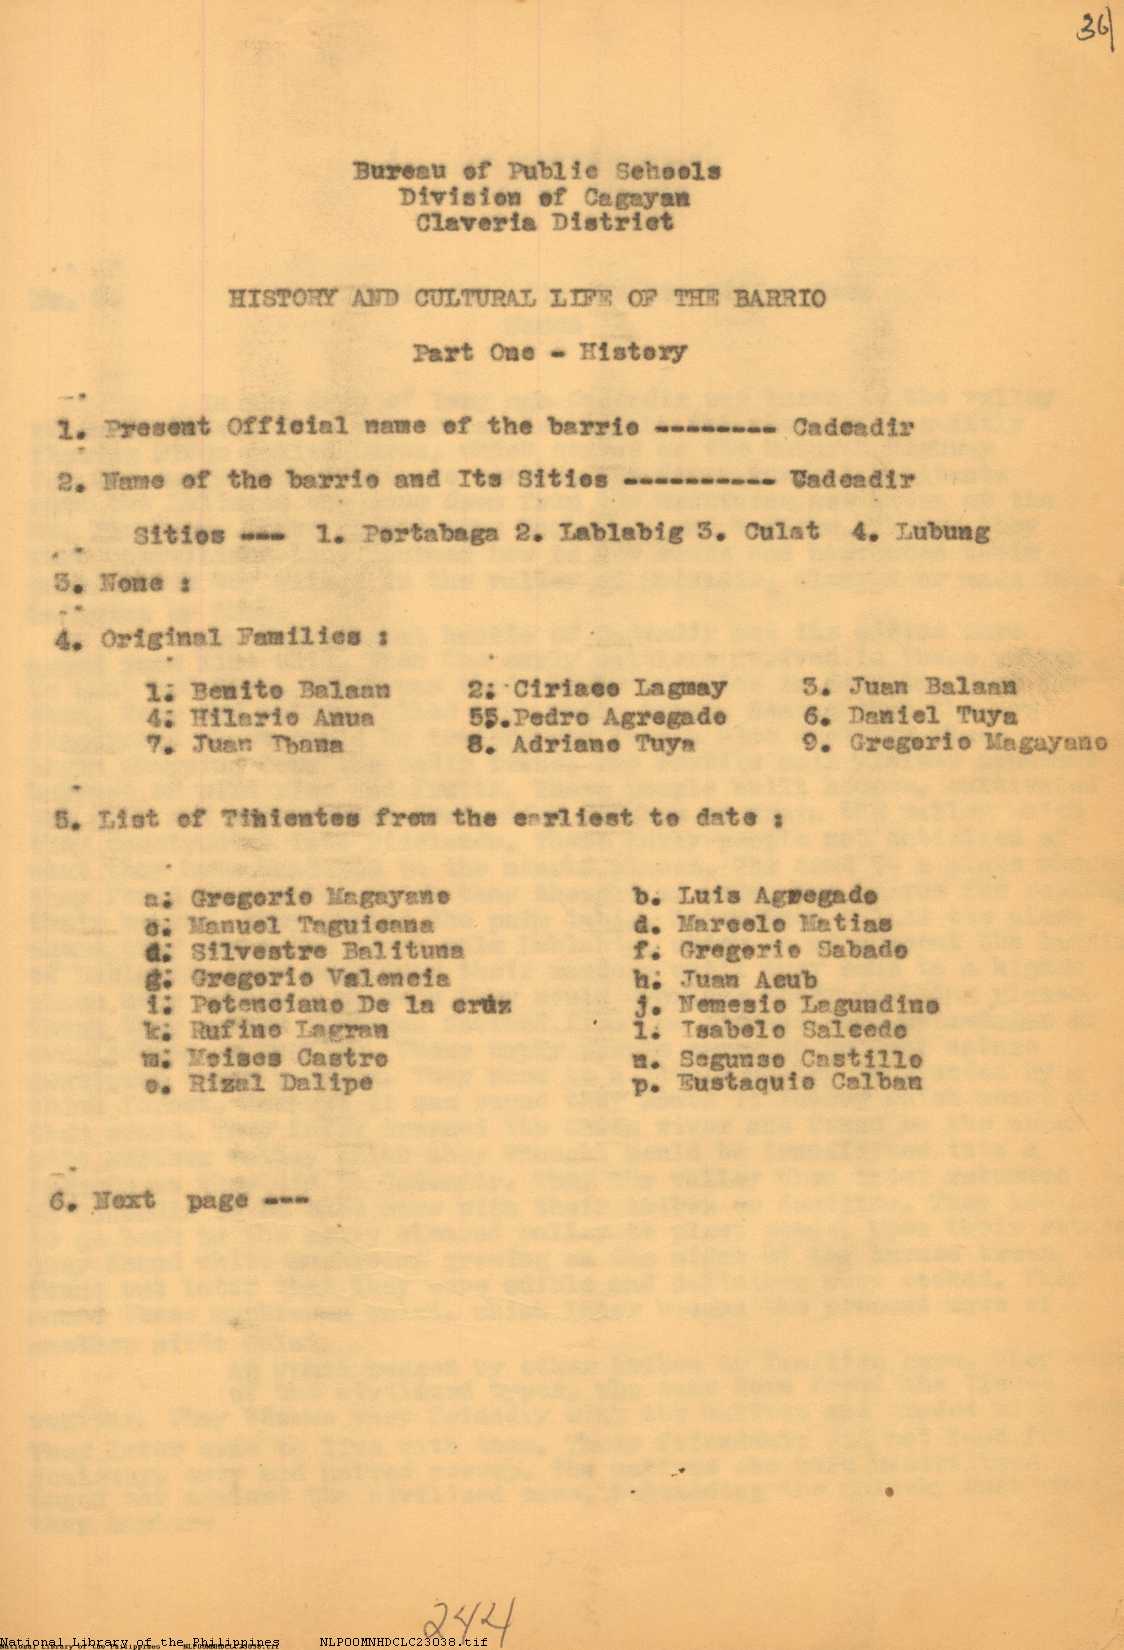 36
Bureau of Public Schools
Division of Cagayan
Claveria District
HISTORY AND CULTURAL LIFE OF THE BARRIO
Part One - History
1. Present Official name of the barrio -------- Cadcadir
2. Name of the barrio and Its Sitios ---------- Cadcadir
Sitios --- 1. Portabaga 2. Lablabig 3. Culat 4. Lubung
3. None :
4. Original Families :
1. Benito Balaan 2. Ciriaco Lagmay 3. Juan Balaan
4. Hilario Anua 55. Pedro Agregado 6. Daniel Tuya
7. Juan Ibana 8. Adriano Tuya 9. Gregorio Magayano
5. List of Tihientes from the earliest to date :
a. Gregorio Magayano b. Luis Agregado
c. Manuel Taguicana d. Marcelo Matias
d. Silvestre Balituna f. Gregorio Sabado
g. Gregorio Valencia h. Juan Acub
i. Potenciano De la cruz j. Nemesio Lagundino
k. Rufino Lagran l. Isabelo Salcedo
m. Moises Castro n. Segunso Castillo
o. Rizal Dalipe p. Eustaquio Calban
6. Next page ---
244
National Library of the Philippines NLPOOMNHDCLC23038.tif